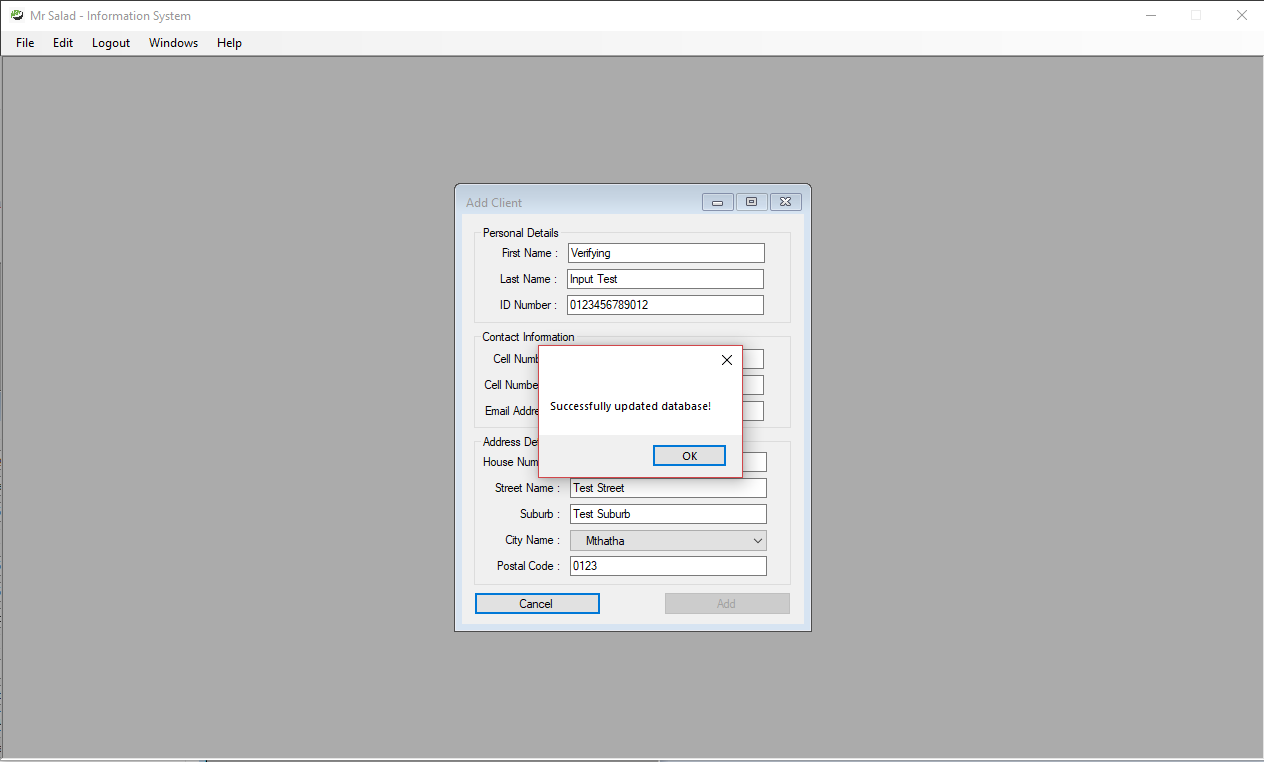 Mr Salad - Information System
File Edit Logout Windows Help
Add Client
Personal Details
First Name : Verifying
Last Name : Input Test
ID Number : 0123456789012
Contact Information
Cell Numb
Cell Numbe
Email Addre
Successfully updated database!
OK
Address De
House Num
Street Name : Test Street
Suburb : Test Suburb
City Name : Mthatha
Postal Code : 0123
Cancel Add